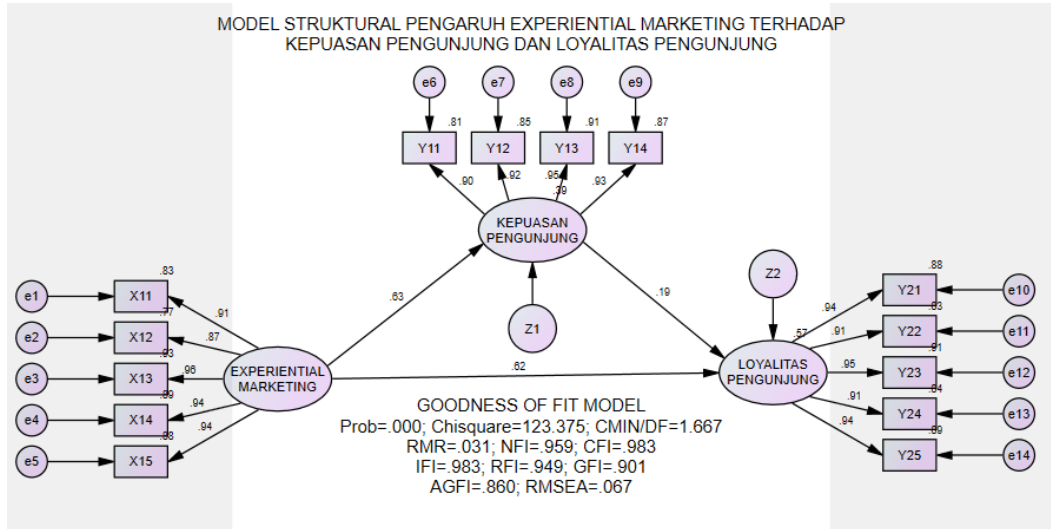 MODEL STRUKTURAL PENGARUH EXPERIENTIAL MARKETING TERHADAP
KEPUASAN PENGUNJUNG DAN LOYALITAS PENGUNJUNG
e6 e7 e8 e9
.81 .85 .91 .87
Y11 Y12 Y13 Y14
.90 .92 .95 .93
.39
KEPUASAN
PENGUNJUNG
Z1
.63
.19
.62
Z2
.83
e1 X11 .91
.77
e2 X12 .87
.93
e3 X13 .96
.89
e4 X14 .94
.88
e5 X15 .94
EXPERIENTIAL
MARKETING
.57
LOYALITAS
PENGUNJUNG
.88
.94 Y21 e10
.83
.91 Y22 e11
.91
.95 Y23 e12
.84
.91 Y24 e13
.89
.94 Y25 e14
GOODNESS OF FIT MODEL
Prob=.000; Chisquare=123.375; CMIN/DF=1.667
RMR=.031; NFI=.959; CFI=.983
IFI=.983; RFI=.949; GFI=.901
AGFI=.860; RMSEA=.067